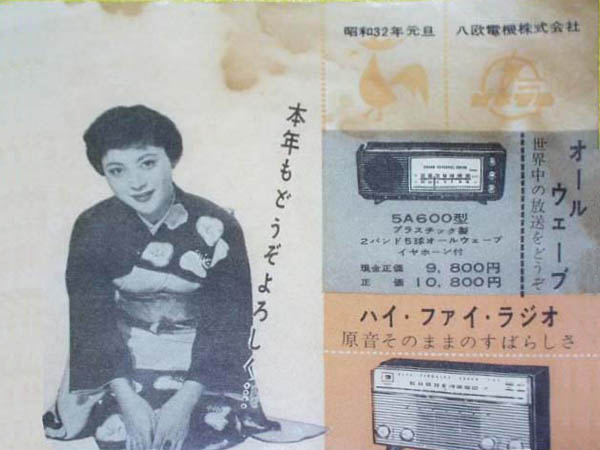 昭和32年元旦 八欧電機株式会社
本年もどうぞよろしく…
オールウェーブ
世界中の放送をどうぞ
5A600型
プラスチック製
2バンド5球オールウェーブ
イヤホーン付
現金正価 9,800円
正価 10,800円
ハイ・ファイ・ラジオ
原音そのままのすばらしさ